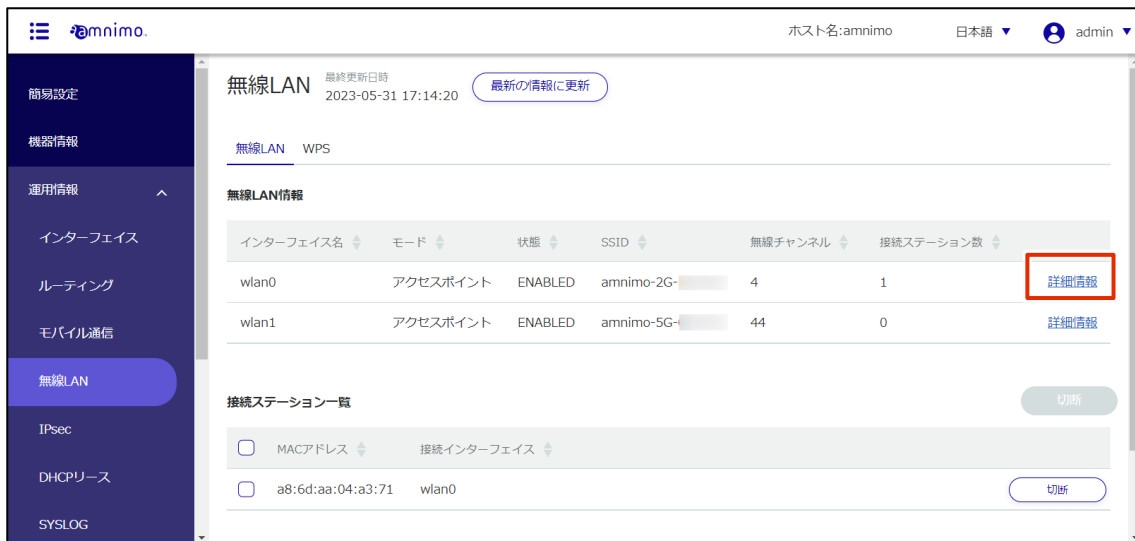 amnimo.
ホスト名:amnimo 日本語 ▼ admin ▼
簡易設定
機器情報
運用情報
インターフェイス
ルーティング
モバイル通信
無線LAN
IPsec
DHCPリース
SYSLOG
無線LAN 最終更新日時 2023-05-31 17:14:20 最新の情報に更新
無線LAN WPS
無線LAN情報
インターフェイス名 モード 状態 SSID 無線チャンネル 接続ステーション数
wlan0 アクセスポイント ENABLED amnimo-2G- 4 1 詳細情報
wlan1 アクセスポイント ENABLED amnimo-5G- 44 0 詳細情報
接続ステーション一覧 切断
MACアドレス 接続インターフェイス
a8:6d:aa:04:a3:71 wlan0 切断